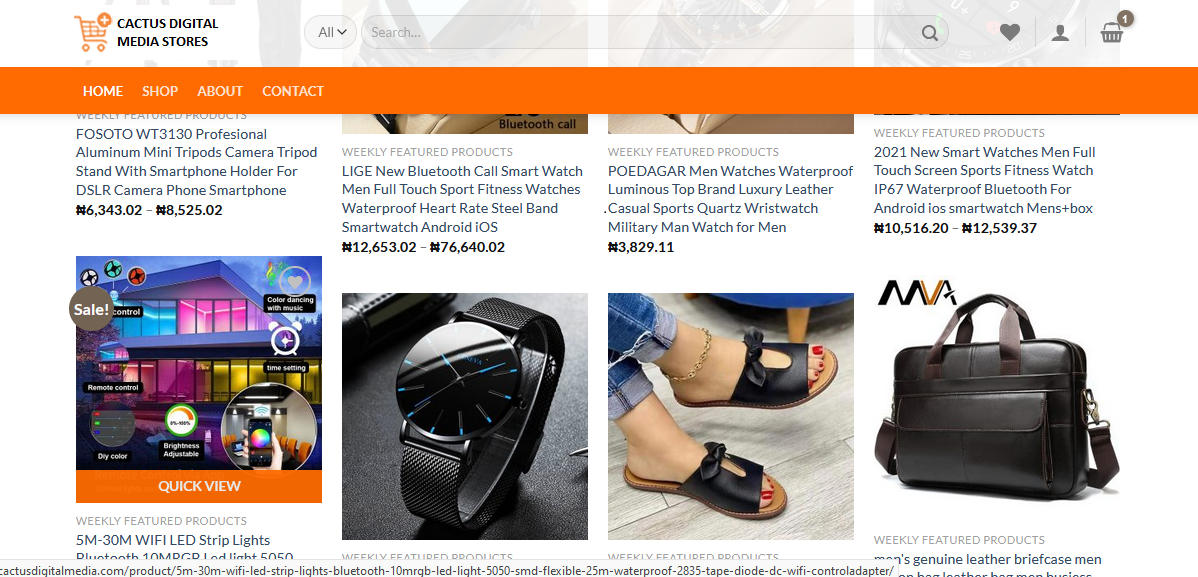 CACTUS DIGITAL
MEDIA STORES
All
Search...
1
HOME
SHOP
ABOUT
CONTACT
WEEKLY FEATURED PRODUCTS
FOSOTO WT3130 Profesional
Aluminum Mini Tripods Camera Tripod
Stand With Smartphone Holder For
DSLR Camera Phone Smartphone
₦6,343.02 – ₦8,525.02
Bluetooth call
WEEKLY FEATURED PRODUCTS
LIGE New Bluetooth Call Smart Watch
Men Full Touch Sport Fitness Watches
Waterproof Heart Rate Steel Band
Smartwatch Android iOS
₦12,653.02 – ₦76,640.02
WEEKLY FEATURED PRODUCTS
POEDAGAR Men Watches Waterproof
Luminous Top Brand Luxury Leather
Casual Sports Quartz Wristwatch
Military Man Watch for Men
₦3,829.11
WEEKLY FEATURED PRODUCTS
2021 New Smart Watches Men Full
Touch Screen Sports Fitness Watch
IP67 Waterproof Bluetooth For
Android ios smartwatch Mens+box
₦10,516.20 – ₦12,539.37
Sale!
control
Color dancing
with music
time setting
Remote control
0%-100%
Diy color
Brightness
Adjustable
QUICK VIEW
WEEKLY FEATURED PRODUCTS
5M-30M WIFI LED Strip Lights
Bluetooth 10MRGB Led light 5050
WEEKLY FEATURED PRODUCTS
WEEKLY FEATURED PRODUCTS
MVA
WEEKLY FEATURED PRODUCTS
men's genuine leather briefcase men
bag leather bag men busiess
cactusdigitalmedia.com/product/5m-30m-wifi-led-strip-lights-bluetooth-10mrgb-led-light-5050-smd-flexible-25m-waterproof-2835-tape-diode-dc-wifi-controladapter/